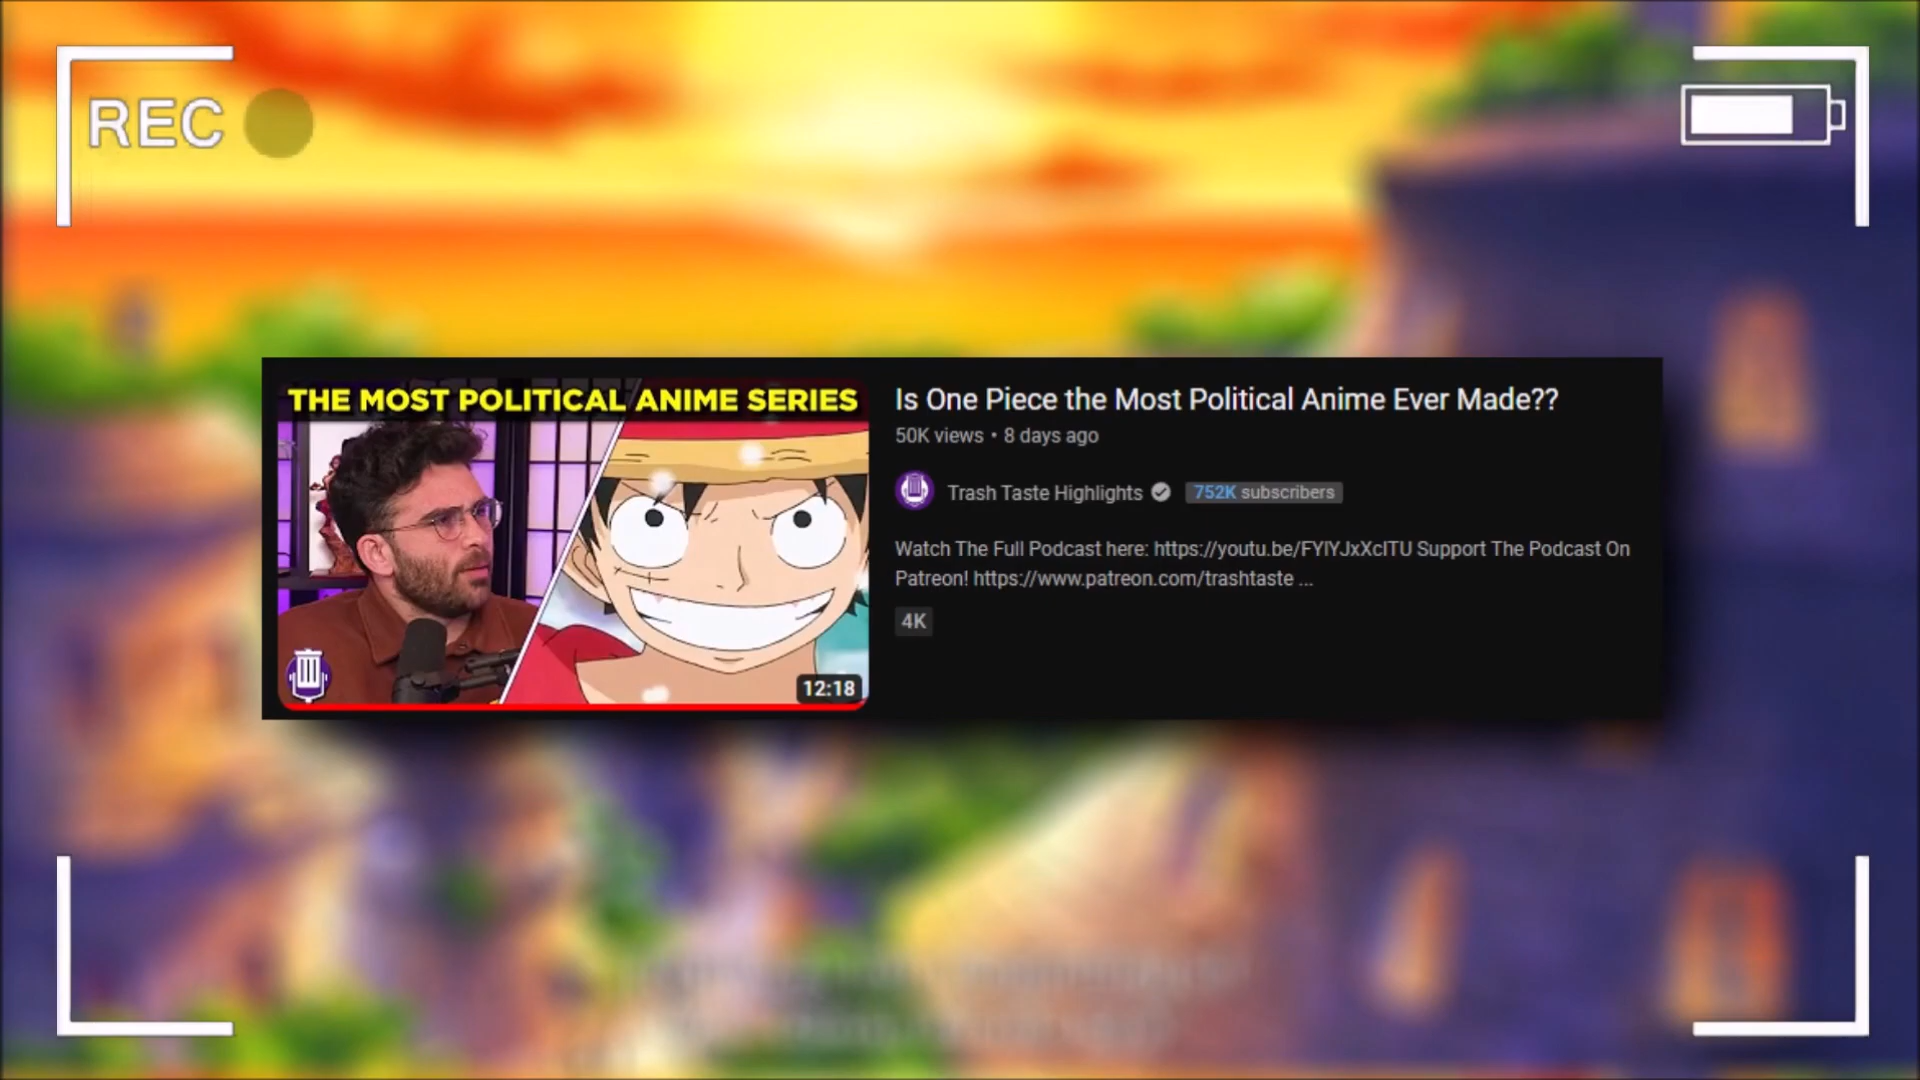 REC
THE MOST POLITICAL ANIME SERIES
12:18
Is One Piece the Most Political Anime Ever Made??
50K views • 8 days ago
Trash Taste Highlights 752K subscribers
Watch The Full Podcast here: https://youtu.be/FYlYJxXcITU Support The Podcast On
Patreon! https://www.patreon.com/trashtaste ...
4K